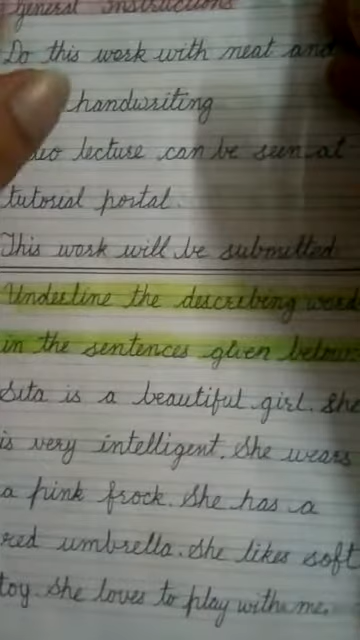 General Instructions
Do this work with neat and
handwriting
lecture can be seen at
tutorial portal.
This work will be submitted
Underline the describing word
in the sentences given below
Sita is a beautiful girl. She
is very intelligent. She wears
a pink frock. She has a
red umbrella. She likes soft
toy. She loves to play with me.